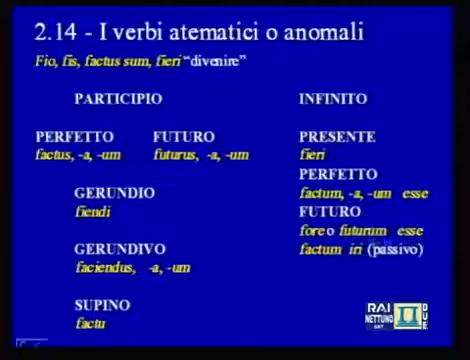 2.14 - I verbi atematici o anomali
Fio, fis, factus sum, fieri "divenire"
PARTICIPIO
INFINITO
PERFETTO FUTURO
factus, -a, -um futurus, -a, -um
PRESENTE
fieri
PERFETTO
factum, -a, -um esse
FUTURO
fore o futurum esse
factum iri (passivo)
GERUNDIO
fiendi
GERUNDIVO
faciendus, -a, -um
SUPINO
factu
RAI
NETTUNO
SAT
DUE